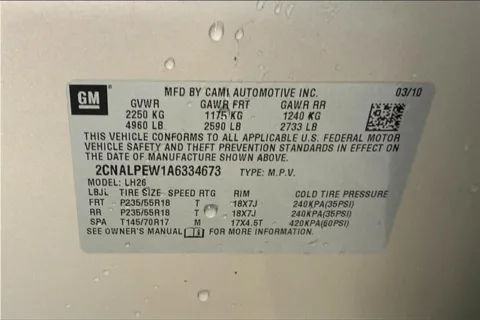 GM
MFD BY CAMI AUTOMOTIVE INC. 03/10
GVWR GAWR FRT GAWR RR
2250 KG 1175 KG 1240 KG
4960 LB 2590 LB 2733 LB
THIS VEHICLE CONFORMS TO ALL APPLICABLE U.S. FEDERAL MOTOR
VEHICLE SAFETY AND THEFT PREVENTION STANDARDS IN EFFECT ON
THE DATE OF MANUFACTURE SHOWN ABOVE.
2CNALPEW1A6334673 TYPE: M.P.V.
MODEL: LH26
LBJL TIRE SIZE SPEED RTG RIM COLD TIRE PRESSURE
FRT P235/55R18 T 18X7J 240KPA(35PSI)
RR P235/55R18 T 18X7J 240KPA(35PSI)
SPA T145/70R17 M 17X4.5T 420KPA(60PSI)
SEE OWNER'S MANUAL FOR MORE INFORMATION.